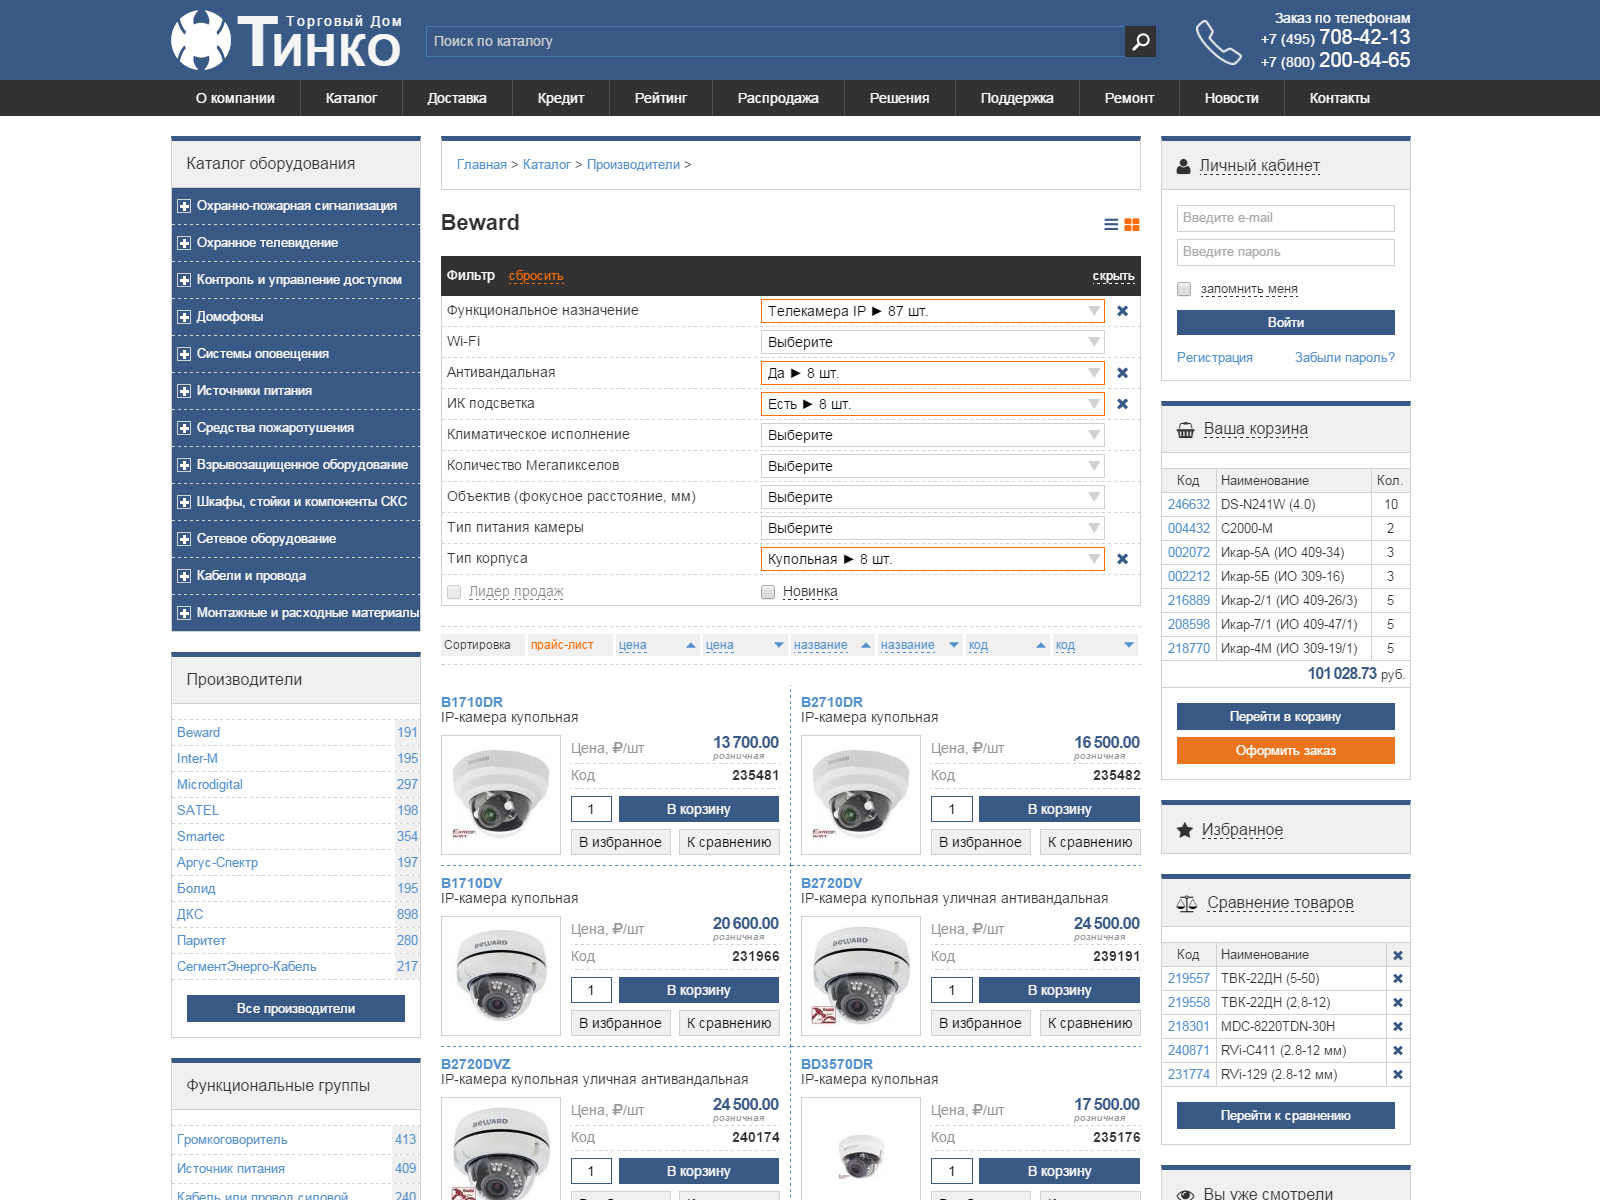 Торговый Дом
Тинко
Поиск по каталогу
Заказ по телефонам
+7 (495) 708-42-13
+7 (800) 200-84-65
О компании
Каталог
Доставка
Кредит
Рейтинг
Распродажа
Решения
Поддержка
Ремонт
Новости
Контакты
Каталог оборудования
Охранно-пожарная сигнализация
Охранное телевидение
Контроль и управление доступом
Домофоны
Системы оповещения
Источники питания
Средства пожаротушения
Взрывозащищенное оборудование
Шкафы, стойки и компоненты СКС
Сетевое оборудование
Кабели и провода
Монтажные и расходные материалы
Производители
Beward 191
Inter-M 195
Microdigital 297
SATEL 198
Smartec 354
Аргус-Спектр 197
Болид 195
ДКС 898
Паритет 280
СегментЭнерго-Кабель 217
Все производители
Функциональные группы
Громкоговоритель 413
Источник питания 409
Кабель или провод силовой 240
Главная > Каталог > Производители >
Beward
Фильтр сбросить скрыть
Функциональное назначение Телекамера IP ► 87 шт.
Wi-Fi Выберите
Антивандальная Да ► 8 шт.
ИК подсветка Есть ► 8 шт.
Климатическое исполнение Выберите
Количество Мегапикселов Выберите
Объектив (фокусное расстояние, мм) Выберите
Тип питания камеры Выберите
Тип корпуса Купольная ► 8 шт.
Лидер продаж Новинка
Сортировка прайс-лист цена цена название название код код
B1710DR
IP-камера купольная
Цена, ₽/шт 13 700.00
розничная
Код 235481
1 В корзину
В избранное К сравнению
B2710DR
IP-камера купольная
Цена, ₽/шт 16 500.00
розничная
Код 235482
1 В корзину
В избранное К сравнению
B1710DV
IP-камера купольная
BEWARD
Цена, ₽/шт 20 600.00
розничная
Код 231966
1 В корзину
В избранное К сравнению
B2720DV
IP-камера купольная уличная антивандальная
BEWARD
Цена, ₽/шт 24 500.00
розничная
Код 239191
1 В корзину
В избранное К сравнению
B2720DVZ
IP-камера купольная уличная антивандальная
BEWARD
Цена, ₽/шт 24 500.00
розничная
Код 240174
1 В корзину
BD3570DR
IP-камера купольная
Цена, ₽/шт 17 500.00
розничная
Код 235176
1 В корзину
Личный кабинет
Введите e-mail
Введите пароль
запомнить меня
Войти
Регистрация Забыли пароль?
Ваша корзина
Код Наименование Кол.
246632 DS-N241W (4.0) 10
004432 С2000-М 2
002072 Икар-5А (ИО 409-34) 3
002212 Икар-5Б (ИО 309-16) 3
216889 Икар-2/1 (ИО 409-26/3) 5
208598 Икар-7/1 (ИО 409-47/1) 5
218770 Икар-4М (ИО 309-19/1) 5
101 028.73 руб.
Перейти в корзину
Оформить заказ
Избранное
Сравнение товаров
Код Наименование
219557 ТВК-22ДН (5-50)
219558 ТВК-22ДН (2,8-12)
218301 MDC-8220TDN-30H
240871 RVi-C411 (2.8-12 мм)
231774 RVi-129 (2.8-12 мм)
Перейти к сравнению
Вы уже смотрели